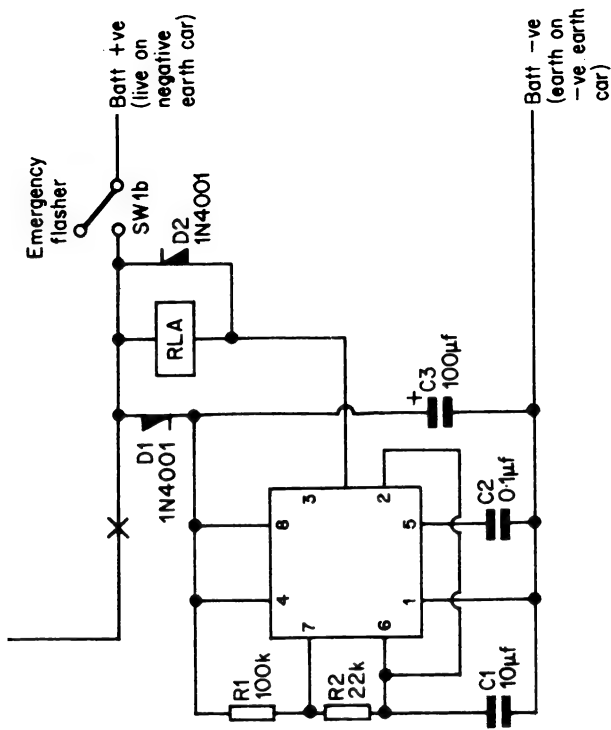 Emergency
flasher
Batt +ve
(live on
negative
earth car)
SW1b
D2
1N4001
RLA
D1
1N4001
+
C3
100µf
4
8
3
7
2
6
1
5
R1
100k
R2
22k
C1
10µf
C2
0·1µf
Batt -ve
(earth on
-ve earth
car)